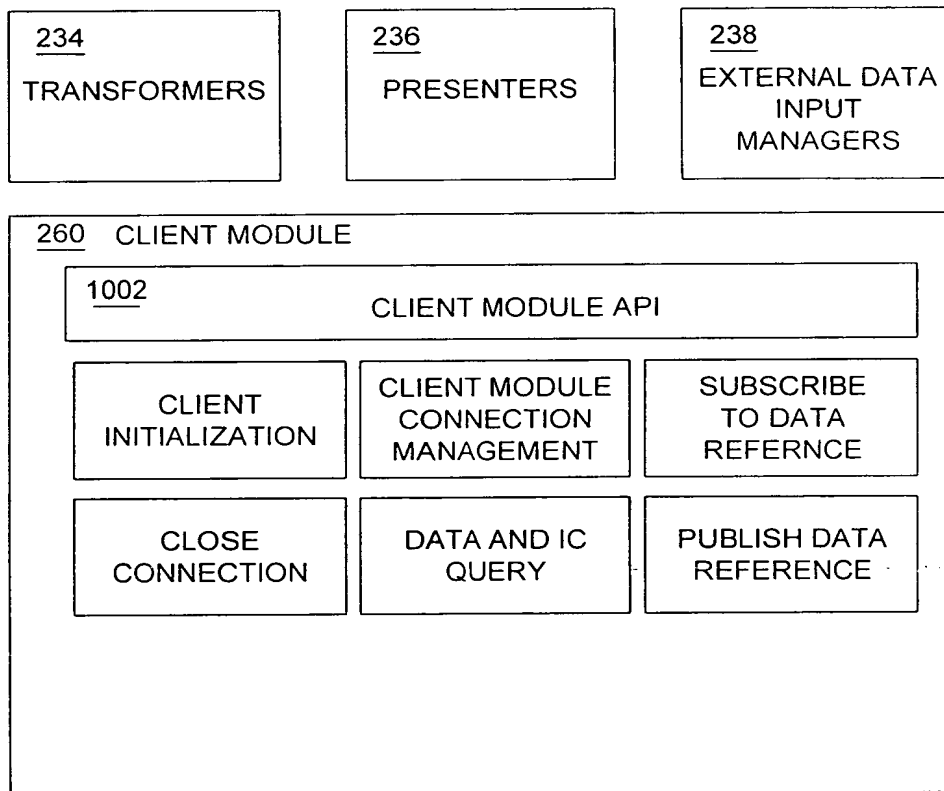 234
TRANSFORMERS
236
PRESENTERS
238
EXTERNAL DATA
INPUT
MANAGERS
260 CLIENT MODULE
1002
CLIENT MODULE API
CLIENT
INITIALIZATION
CLIENT MODULE
CONNECTION
MANAGEMENT
SUBSCRIBE
TO DATA
REFERNCE
CLOSE
CONNECTION
DATA AND IC
QUERY
PUBLISH DATA
REFERENCE